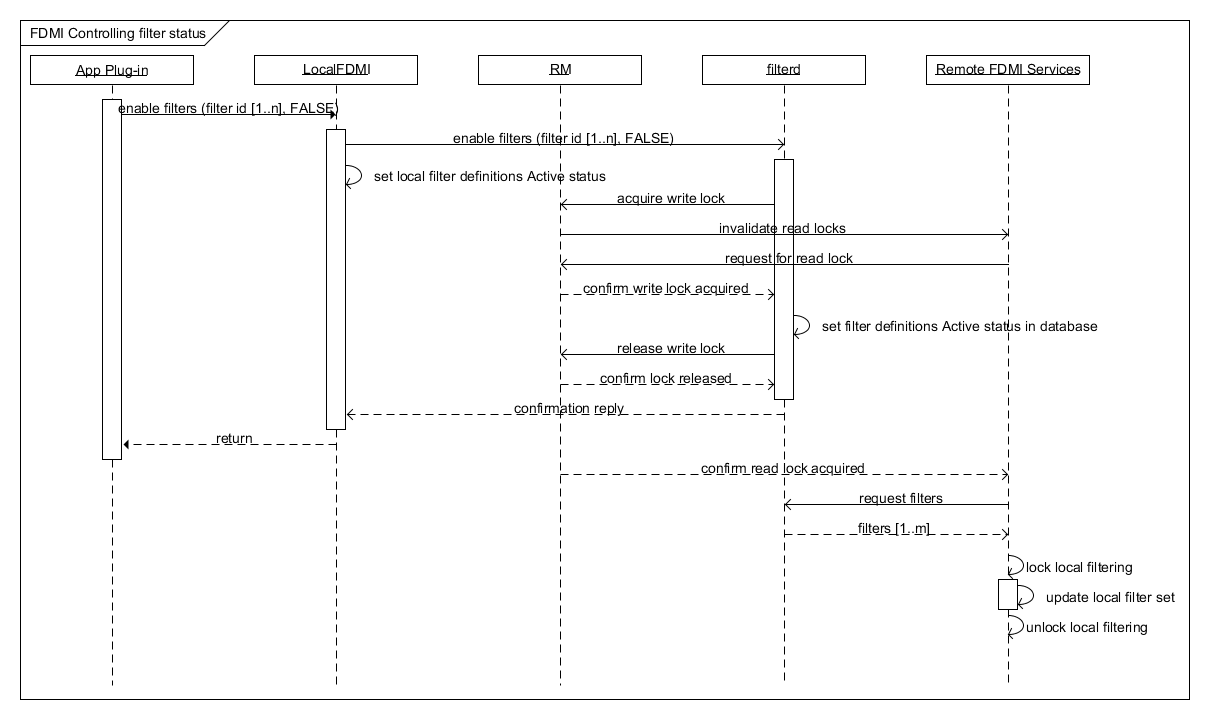 FDMI Controlling filter status
App Plug-in
LocalFDMI
RM
filterd
Remote FDMI Services
enable filters (filter id [1..n], FALSE)
enable filters (filter id [1..n], FALSE)
set local filter definitions Active status
acquire write lock
invalidate read locks
request for read lock
confirm write lock acquired
set filter definitions Active status in database
release write lock
confirm lock released
confirmation reply
return
confirm read lock acquired
request filters
filters [1..m]
lock local filtering
update local filter set
unlock local filtering